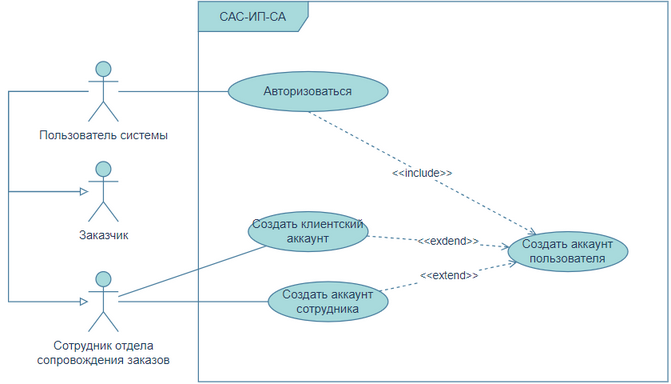 САС-ИП-СА
Авторизоваться
Пользователь системы
<<include>>
Заказчик
Создать клиентский
аккаунт
<<exdend>>
Создать аккаунт
пользователя
<<extend>>
Создать аккаунт
сотрудника
Сотрудник отдела
сопровождения заказов